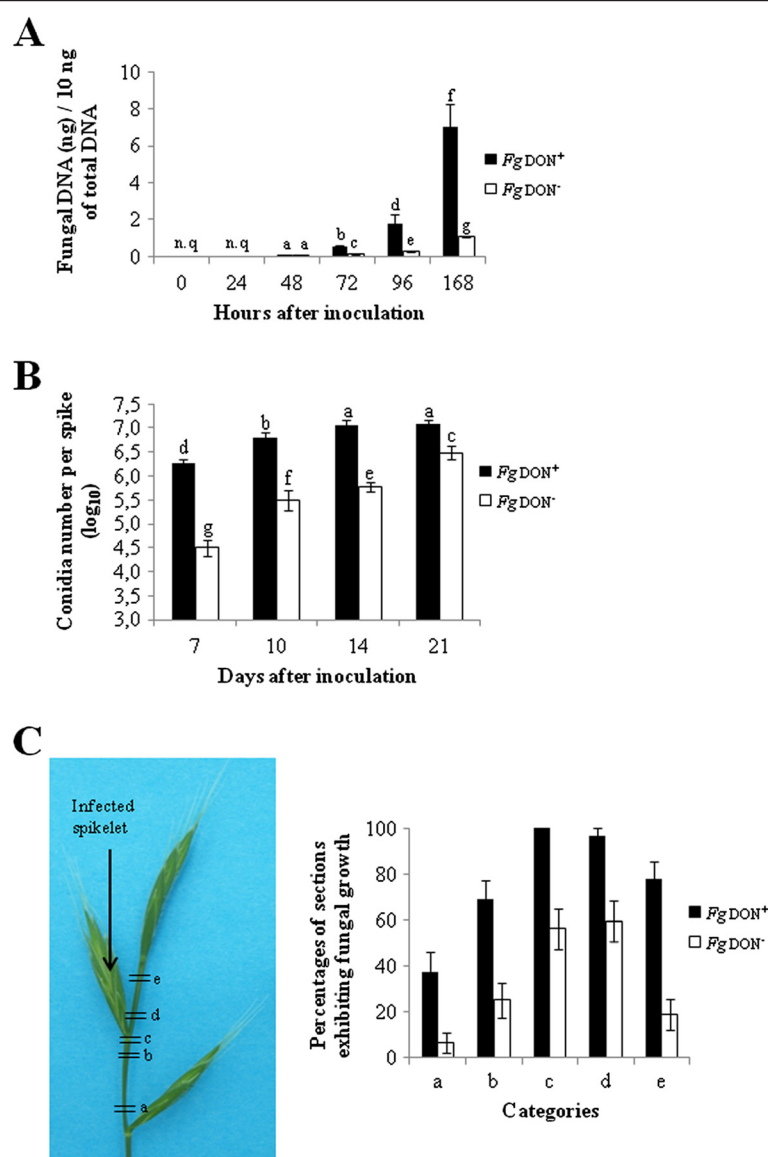 A
Fungal DNA (ng) / 10 ng
of total DNA
10
8
6
4
2
0
n.q
n.q
a
a
b
c
d
e
f
g
0 24 48 72 96 168
Hours after inoculation
FgDON+
FgDON-
B
Conidia number per spike
(log10)
7,5
7,0
6,5
6,0
5,5
5,0
4,5
4,0
3,5
3,0
d
g
b
f
a
e
a
c
7 10 14 21
Days after inoculation
FgDON+
FgDON-
C
Infected
spikelet
e
d
c
b
a
Percentages of sections
exhibiting fungal growth
100
80
60
40
20
0
a b c d e
Categories
FgDON+
FgDON-